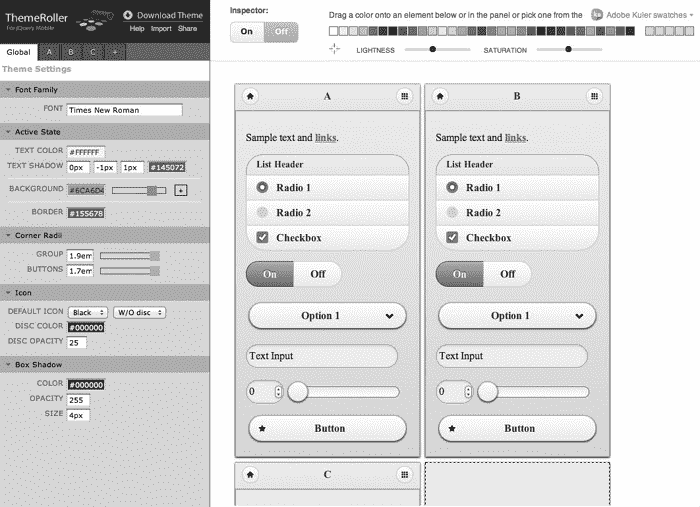 ThemeRoller
For jQuery Mobile
Download Theme
Help Import Share
Inspector:
On Off
Drag a color onto an element below or in the panel or pick one from the
Adobe Kuler swatches
LIGHTNESS
SATURATION
Global A B C +
Theme Settings
Font Family
FONT Times New Roman
Active State
TEXT COLOR #FFFFFF
TEXT SHADOW 0px -1px 1px #145072
BACKGROUND #6CA6D4 +
BORDER #155678
Corner Radii
GROUP 1.9em
BUTTONS 1.7em
Icon
DEFAULT ICON Black W/O disc
DISC COLOR #000000
DISC OPACITY 25
Box Shadow
COLOR #000000
OPACITY 255
SIZE 4px
A
Sample text and links.
List Header
Radio 1
Radio 2
Checkbox
On Off
Option 1
Text Input
0
Button
B
Sample text and links.
List Header
Radio 1
Radio 2
Checkbox
On Off
Option 1
Text Input
0
Button
C